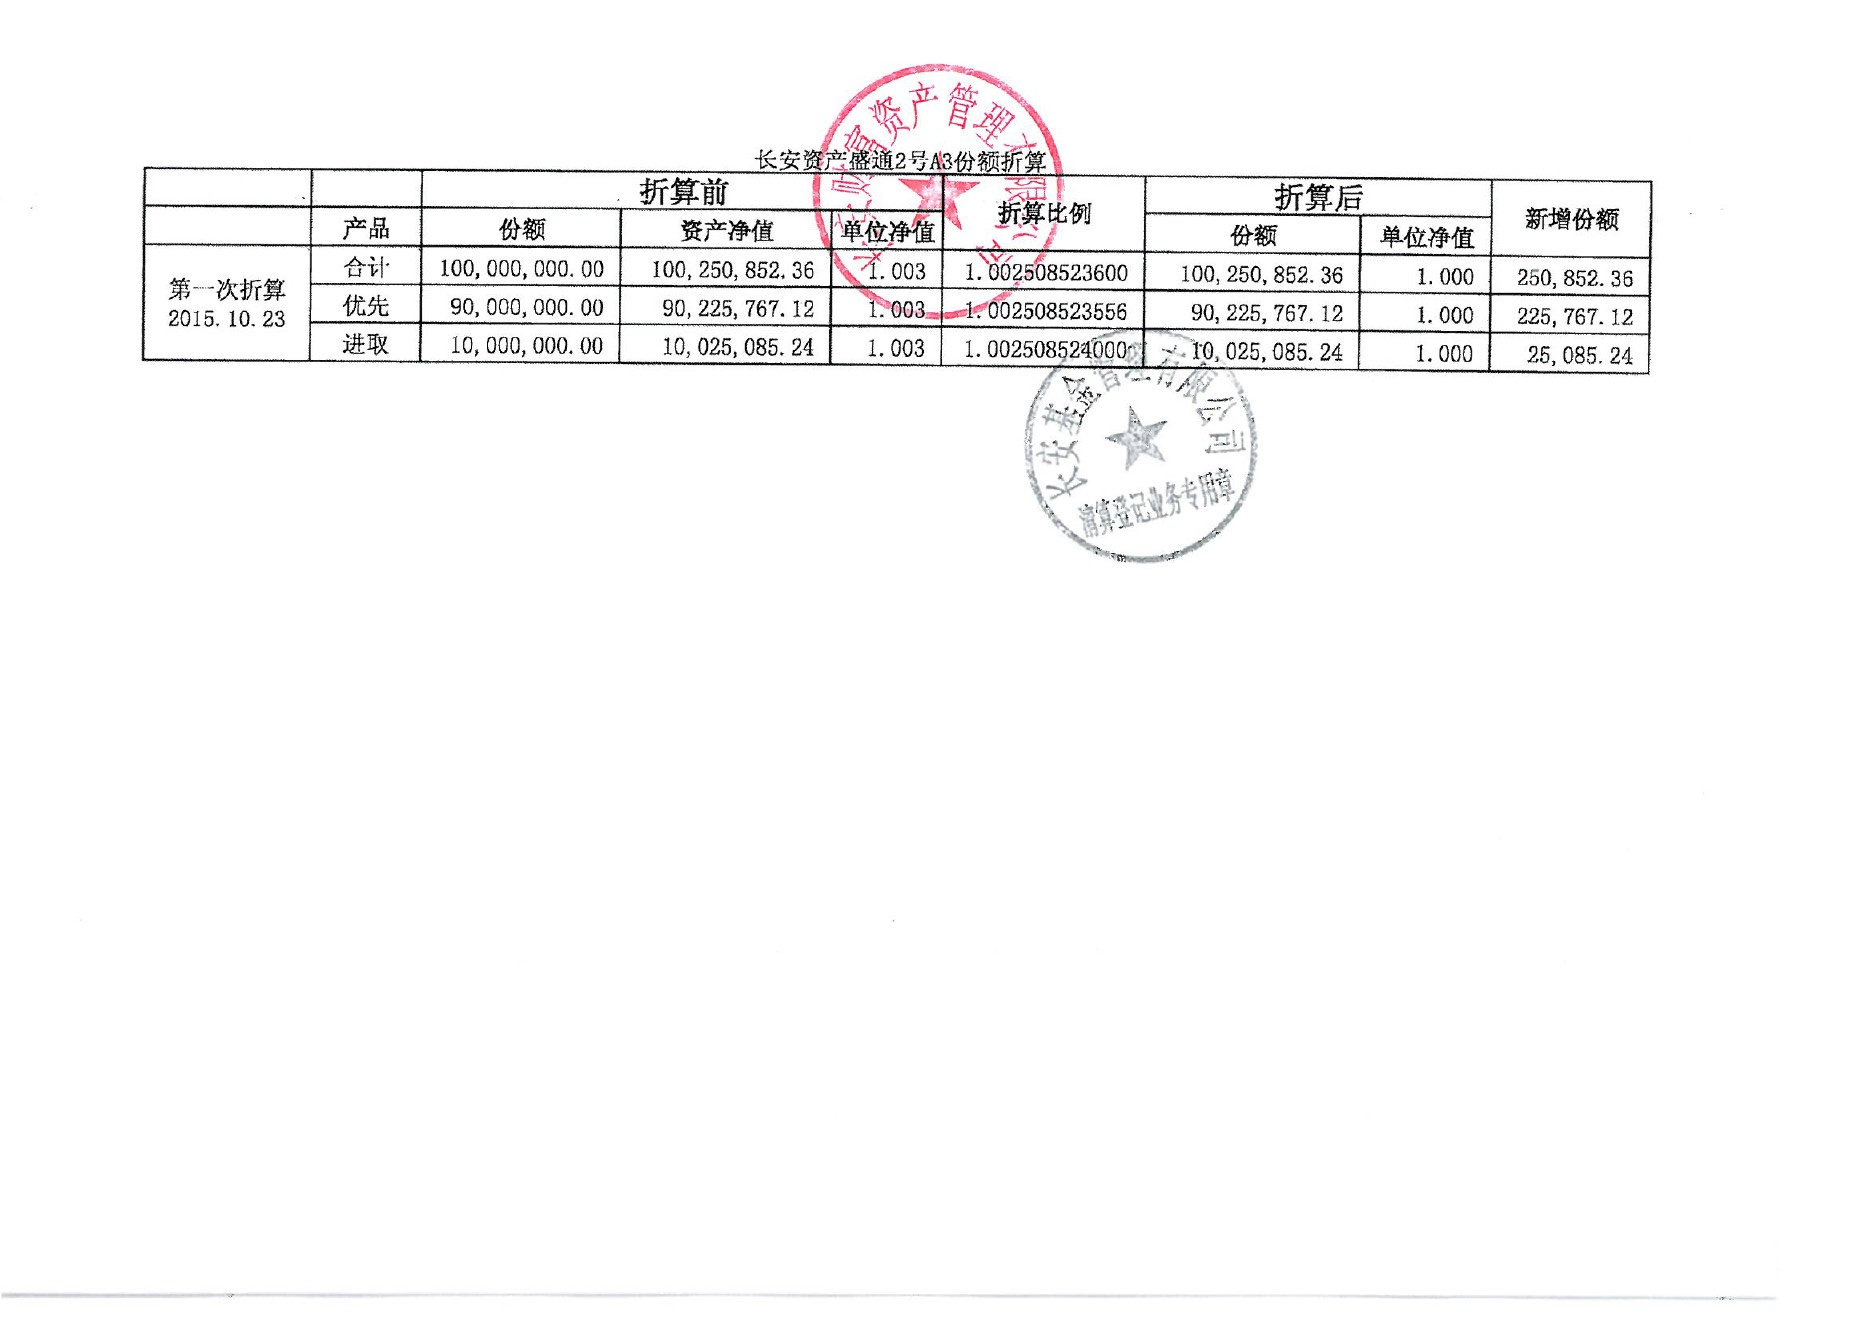 长安资产盛通2号A3份额折算
折算前 折算比例 折算后 新增份额
产品 份额 资产净值 单位净值 份额 单位净值
第一次折算
2015.10.23
合计 100,000,000.00 100,250,852.36 1.003 1.002508523600 100,250,852.36 1.000 250,852.36
优先 90,000,000.00 90,225,767.12 1.003 1.002508523556 90,225,767.12 1.000 225,767.12
进取 10,000,000.00 10,025,085.24 1.003 1.002508524000 10,025,085.24 1.000 25,085.24
长安财富资产管理有限公司
长安基金管理有限公司
清算登记业务专用章